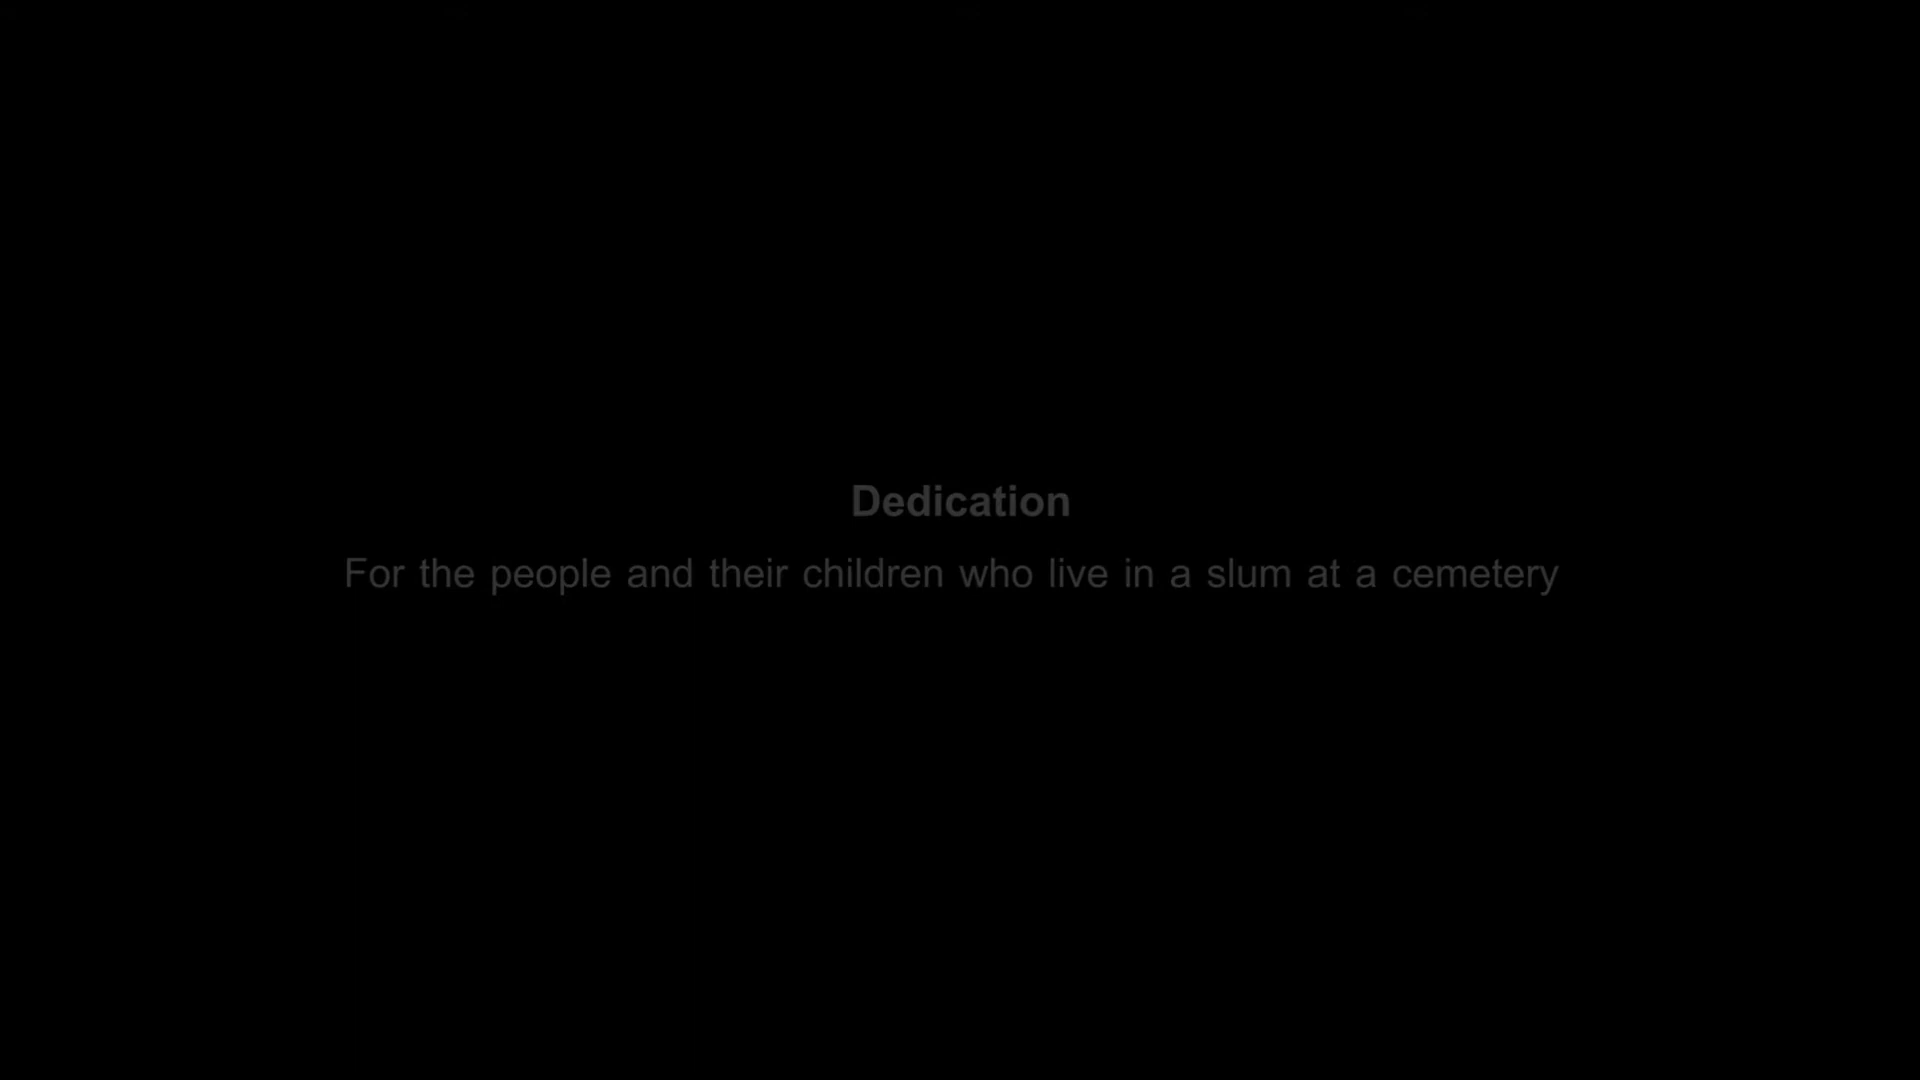 Dedication
For the people and their children who live in a slum at a cemetery